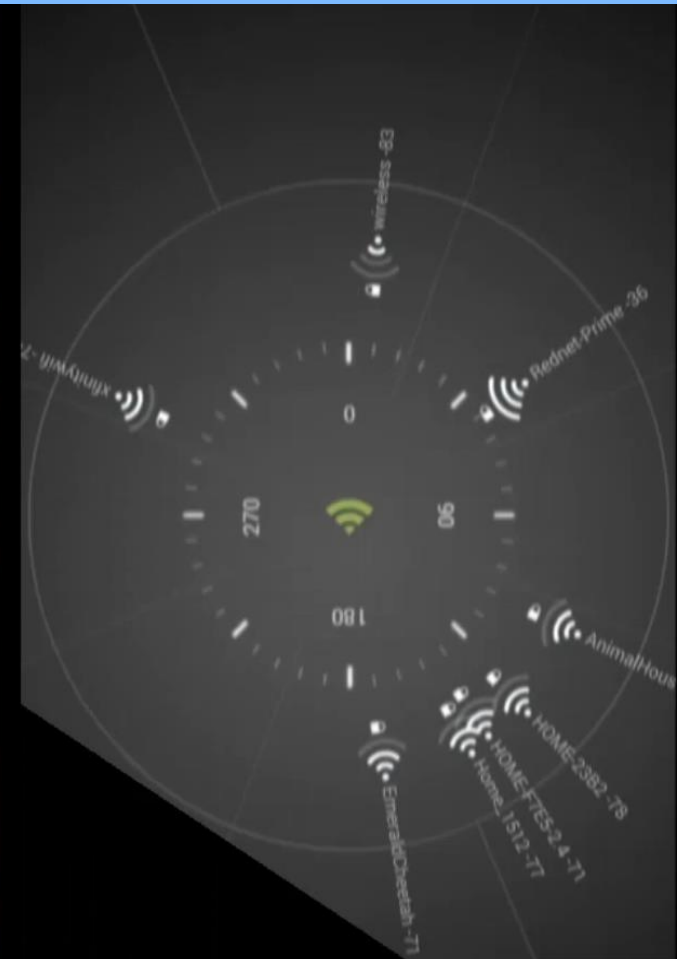 wireless -83
Rednet-Prime -36
xfinitywifi -7
0
270
90
180
AnimalHous
HOME-23B2 -78
HOME-F7E5-2.4 -71
Home_1512 -77
EmeraldCheetah -71